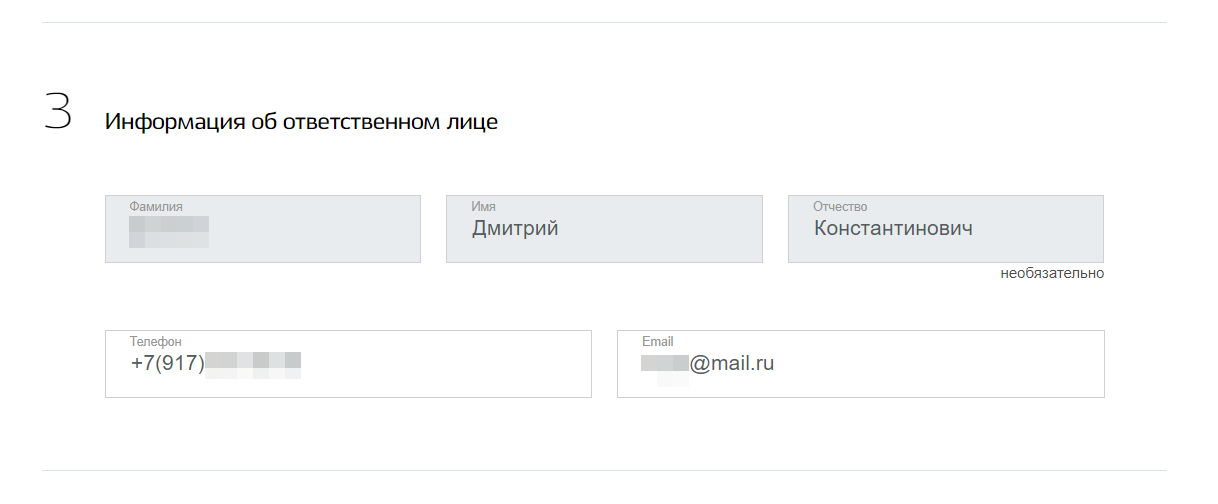 3
Информация об ответственном лице
Фамилия
Имя
Отчество
Дмитрий
Константинович
необязательно
Телефон
Email
+7(917)
@mail.ru